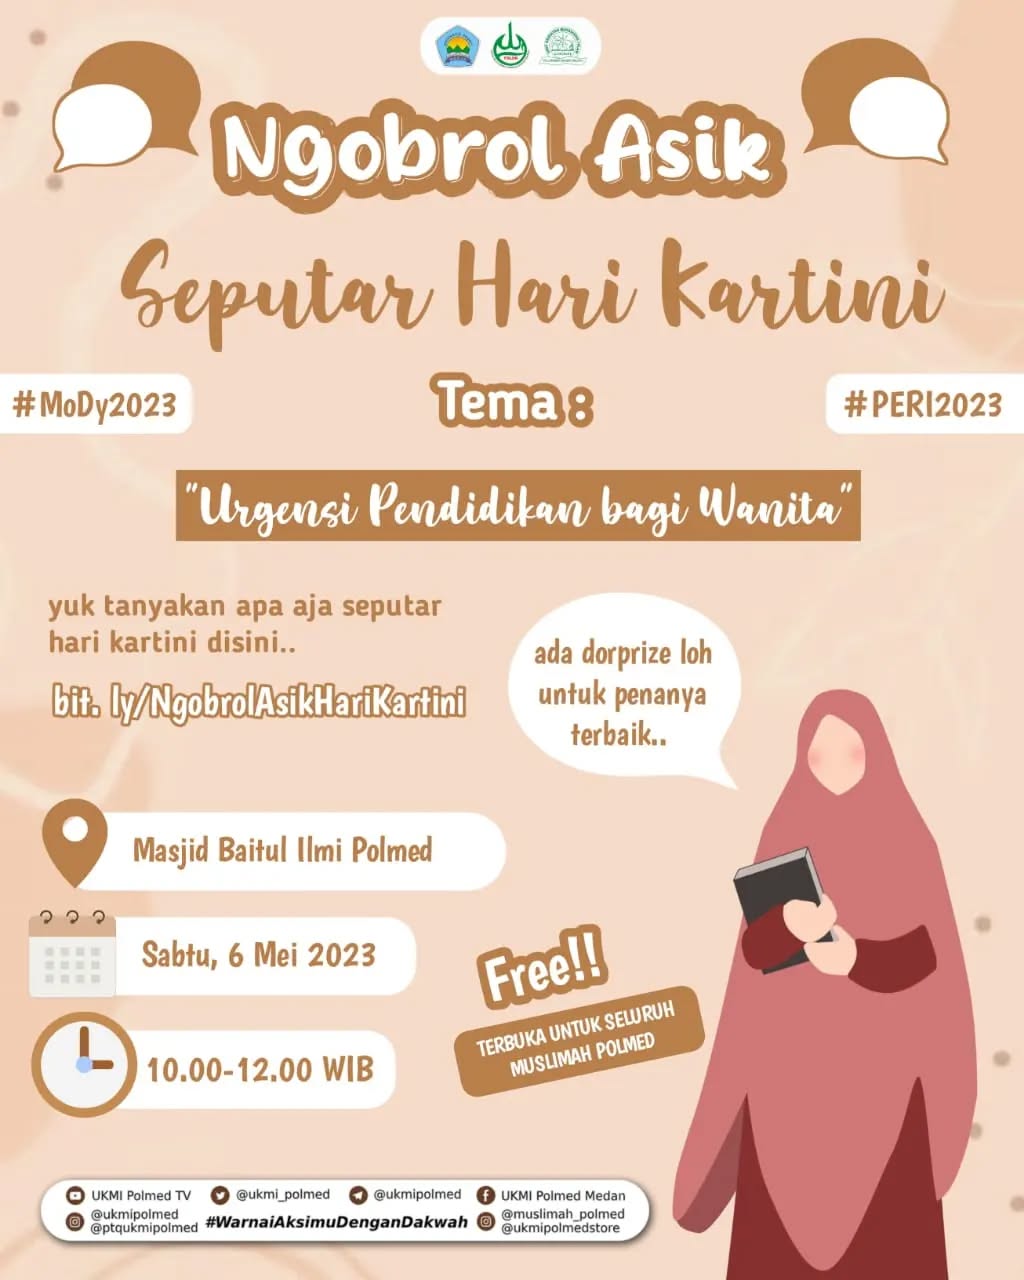 Ngobrol Asik
Seputar Hari Kartini
#MoDy2023
Tema :
#PERI2023
"Urgensi Pendidikan bagi Wanita"
yuk tanyakan apa aja seputar
hari kartini disini..
bit. ly/NgobrolAsikHariKartini
ada dorprize loh
untuk penanya
terbaik..
Masjid Baitul Ilmi Polmed
Sabtu, 6 Mei 2023
10.00-12.00 WIB
Free!!
TERBUKA UNTUK SELURUH
MUSLIMAH POLMED
UKMI Polmed TV
@ukmi_polmed
@ukmipolmed
UKMI Polmed Medan
@ukmipolmed
@ptqukmipolmed
#WarnaiAksimuDenganDakwah
@muslimah_polmed
@ukmipolmedstore